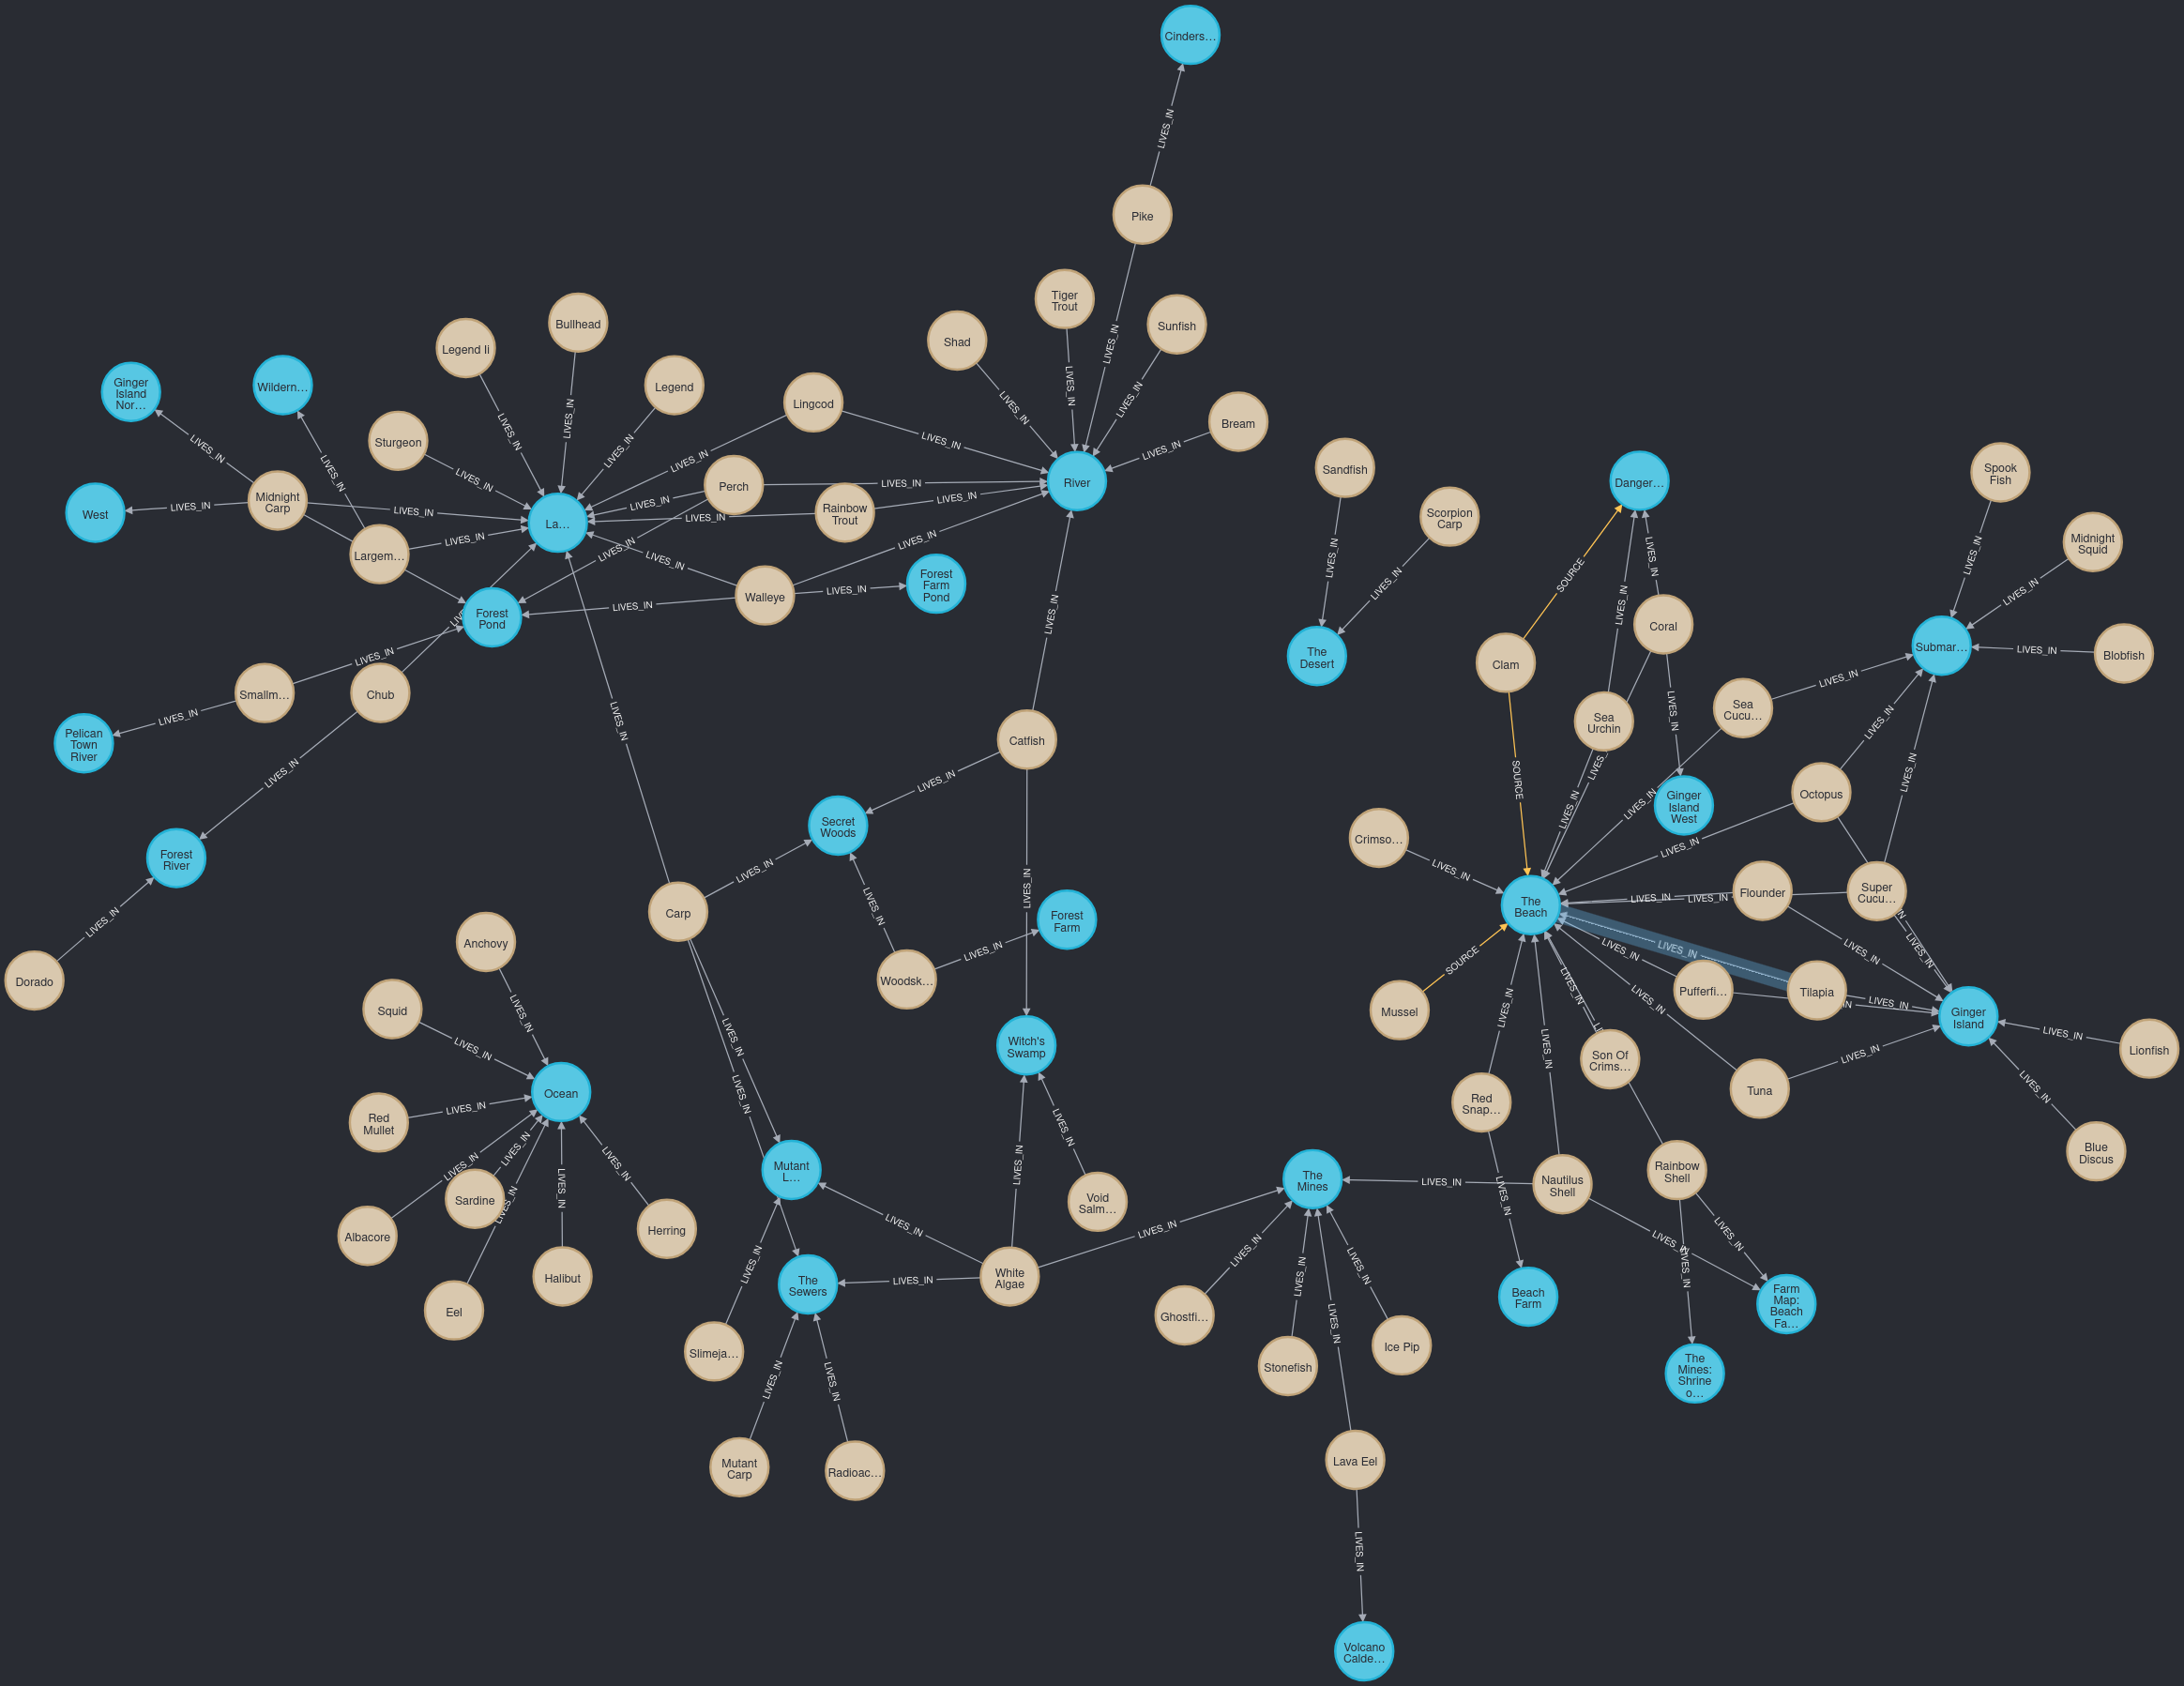 Cinders…
LIVES_IN
Pike
LIVES_IN
Tiger
Trout
LIVES_IN
Sunfish
LIVES_IN
Shad
LIVES_IN
Bream
LIVES_IN
River
Bullhead
LIVES_IN
Legend Ii
LIVES_IN
Legend
LIVES_IN
Lingcod
LIVES_IN
LIVES_IN
Sturgeon
LIVES_IN
Ginger
Island
Nor…
Wildern…
LIVES_IN
LIVES_IN
West
LIVES_IN
Midnight
Carp
LIVES_IN
La…
Perch
LIVES_IN
LIVES_IN
LIVES_IN
Rainbow
Trout
LIVES_IN
LIVES_IN
Largem…
LIVES_IN
LIVES_IN
LIVES_IN
Walleye
LIVES_IN
LIVES_IN
Forest
Farm
Pond
Forest
Pond
Smallm…
LIVES_IN
LIVES_IN
Pelican
Town
River
Chub
LIVES_IN
Forest
River
LIVES_IN
Dorado
LIVES_IN
Catfish
LIVES_IN
LIVES_IN
LIVES_IN
Secret
Woods
LIVES_IN
Carp
LIVES_IN
Woodsk…
LIVES_IN
Forest
Farm
LIVES_IN
LIVES_IN
Witch's
Swamp
LIVES_IN
LIVES_IN
Void
Salm…
Anchovy
LIVES_IN
Squid
LIVES_IN
Ocean
Red
Mullet
LIVES_IN
LIVES_IN
LIVES_IN
LIVES_IN
LIVES_IN
LIVES_IN
Sardine
Albacore
Herring
Halibut
Eel
Mutant
L…
LIVES_IN
LIVES_IN
The
Sewers
LIVES_IN
White
Algae
LIVES_IN
Slimeja…
LIVES_IN
LIVES_IN
Mutant
Carp
Radioac…
Sandfish
LIVES_IN
Scorpion
Carp
LIVES_IN
The
Desert
Danger…
SOURCE
LIVES_IN
LIVES_IN
Coral
Clam
LIVES_IN
Sea
Urchin
SOURCE
LIVES_IN
LIVES_IN
Ginger
Island
West
Spook
Fish
LIVES_IN
Midnight
Squid
LIVES_IN
Submar…
LIVES_IN
Blobfish
Sea
Cucu…
LIVES_IN
LIVES_IN
LIVES_IN
LIVES_IN
Octopus
LIVES_IN
Crimso…
LIVES_IN
The
Beach
LIVES_IN
LIVES_IN
Flounder
Super
Cucu…
LIVES_IN
LIVES_IN
IN
LIVES_IN
LIVES_IN
Pufferfi…
Tilapia
IN
LIVES_IN
Ginger
Island
LIVES_IN
Lionfish
LIVES_IN
Blue
Discus
SOURCE
Mussel
LIVES_IN
LIVES_IN
LIVES_IN
LIVES_IN
Son Of
Crims…
Tuna
LIVES_IN
Red
Snap…
LIVES_IN
Beach
Farm
Nautilus
Shell
LIVES_IN
LIVES_IN
Rainbow
Shell
LIVES_IN
LIVES_IN
Farm
Map:
Beach
Fa…
The
Mines:
Shrine
o…
The
Mines
LIVES_IN
LIVES_IN
LIVES_IN
LIVES_IN
Ghostfi…
Stonefish
Ice Pip
Lava Eel
LIVES_IN
Volcano
Calde…